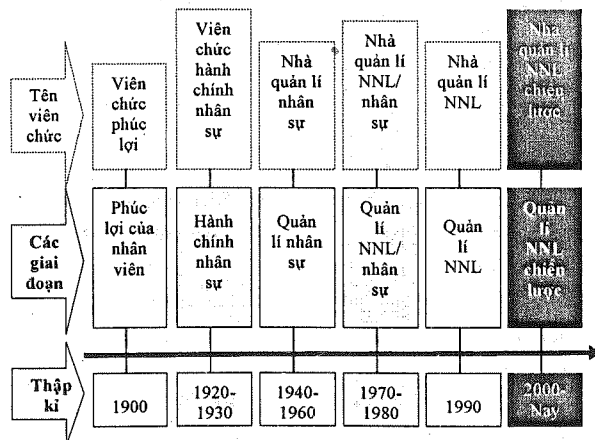 Tên
viên
chức
Viên
chức
phúc
lợi
Viên
chức
hành
chính
nhân
sự
Nhà
quản lí
nhân
sự
Nhà
quản lí
NNL/
nhân
sự
Nhà
quản lí
NNL
Nhà
quản lí
NNL
chiến
lược
Các
giai
đoạn
Phúc
lợi của
nhân
viên
Hành
chính
nhân
sự
Quản
lí nhân
sự
Quản
lí
NNL/
nhân
sự
Quản
lí
NNL
Quản
lí
NNL
chiến
lược
Thập
kỉ
1900
1920-
1930
1940-
1960
1970-
1980
1990
2000-
Nay